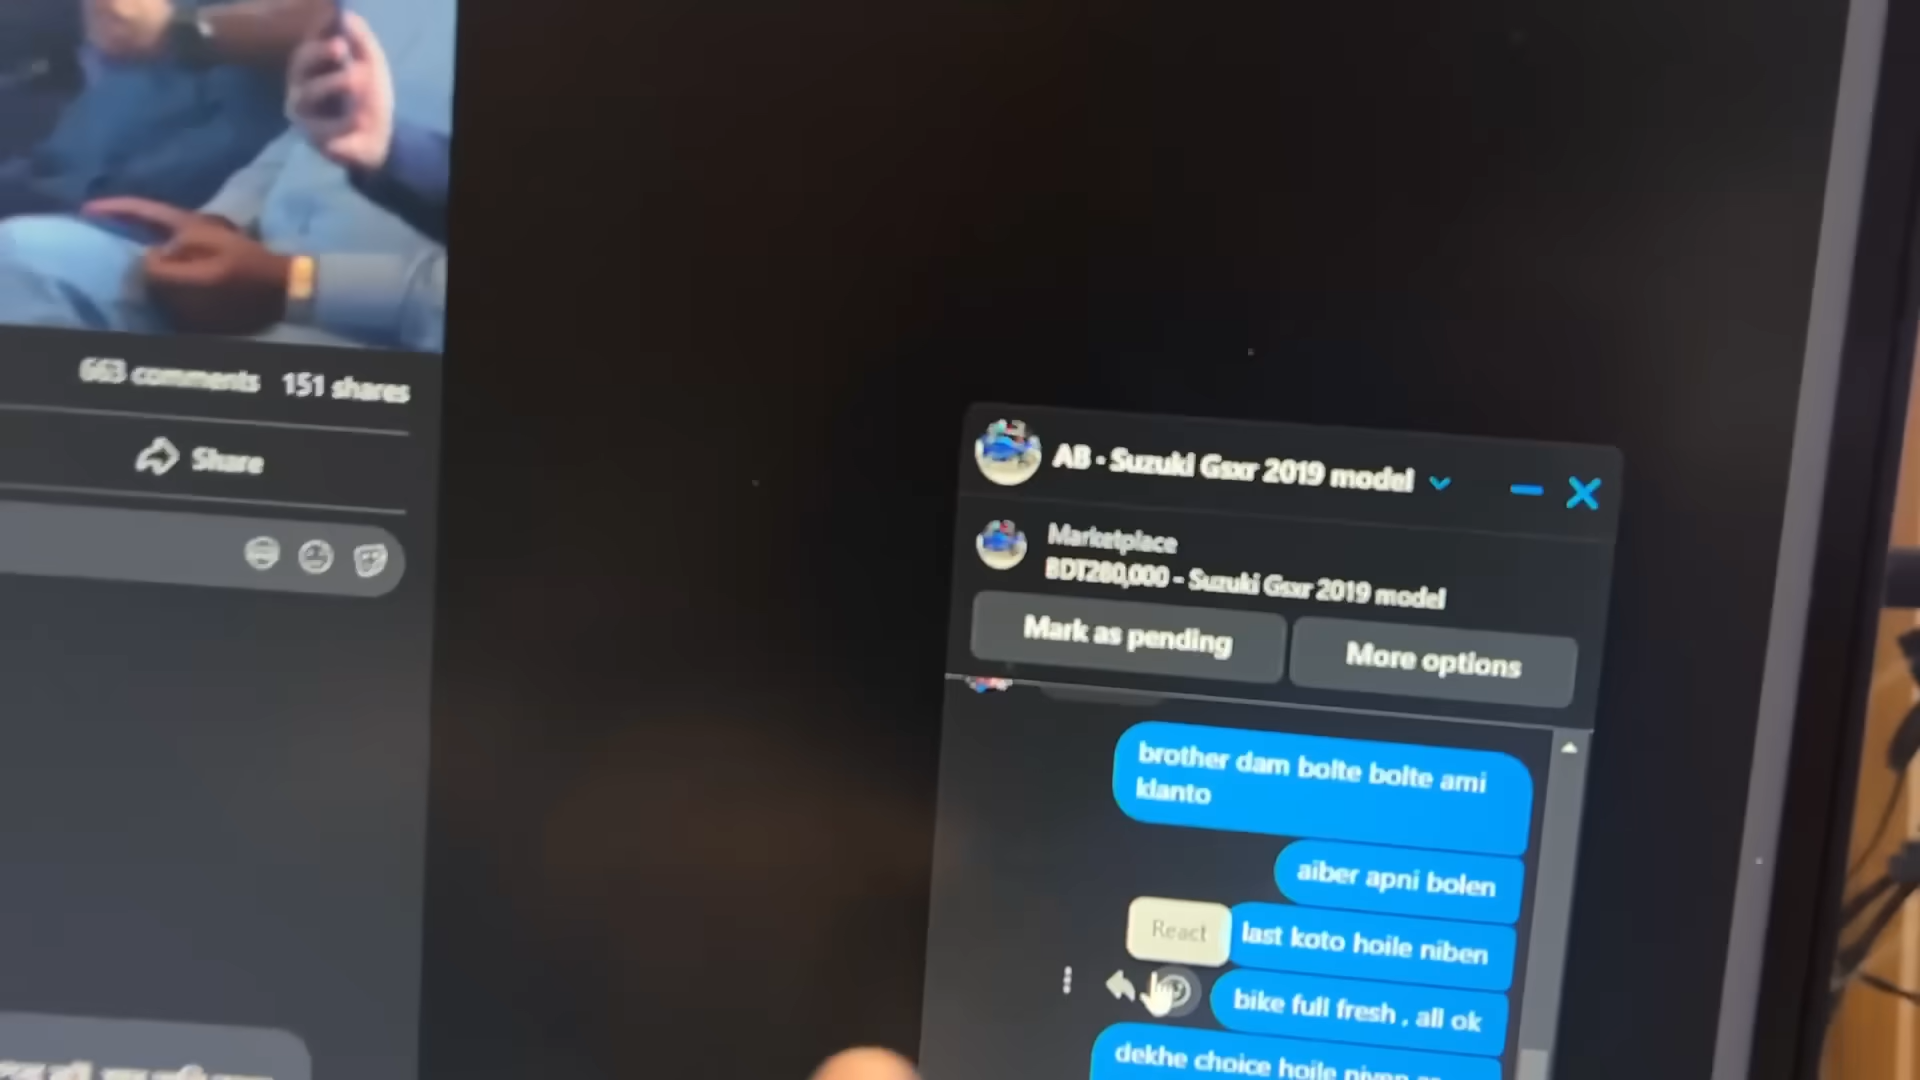 663 comments 151 shares
Share
AB · Suzuki Gsxr 2019 model
Marketplace
BDT280,000 - Suzuki Gsxr 2019 model
Mark as pending
More options
brother dam bolte bolte ami
klanto
aiber apni bolen
React
last koto hoile niben
bike full fresh , all ok
dekhe choice hoile